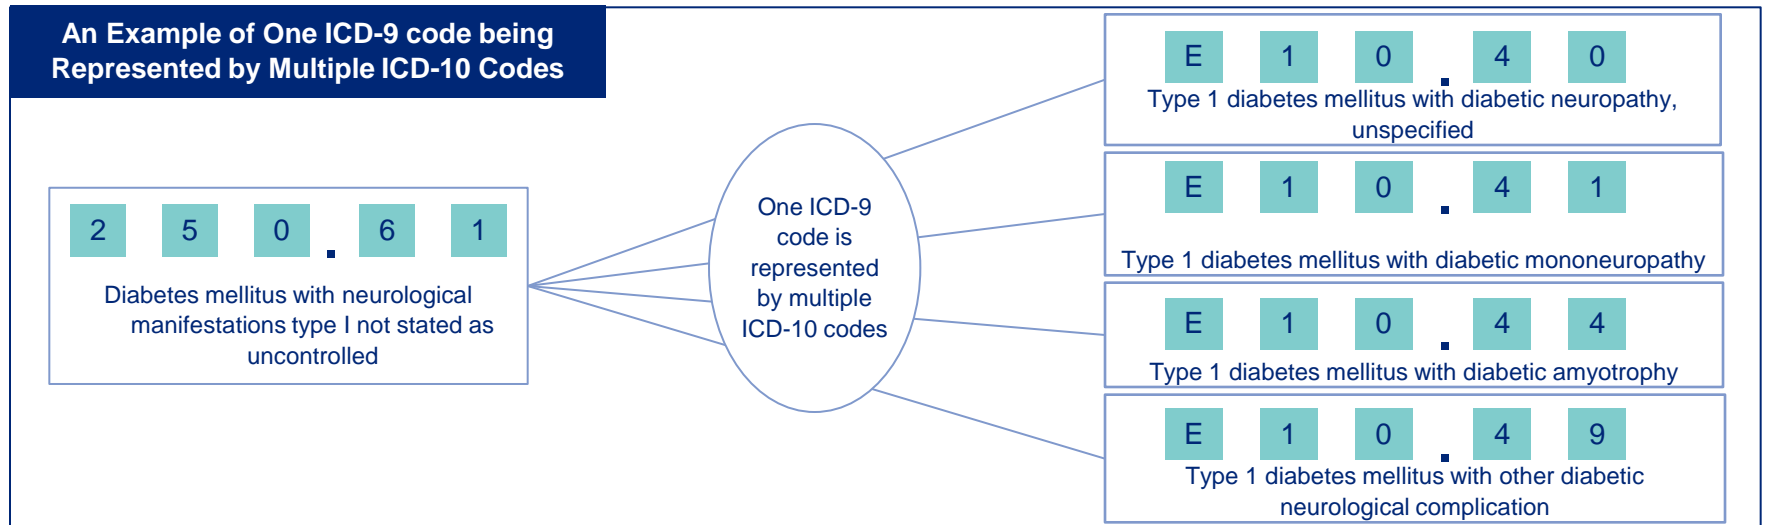 An Example of One ICD-9 code being
Represented by Multiple ICD-10 Codes
2 5 0 . 6 1
Diabetes mellitus with neurological
manifestations type I not stated as
uncontrolled
One ICD-9
code is
represented
by multiple
ICD-10 codes
E 1 0 . 4 0
Type 1 diabetes mellitus with diabetic neuropathy,
unspecified
E 1 0 . 4 1
Type 1 diabetes mellitus with diabetic mononeuropathy
E 1 0 . 4 4
Type 1 diabetes mellitus with diabetic amyotrophy
E 1 0 . 4 9
Type 1 diabetes mellitus with other diabetic
neurological complication